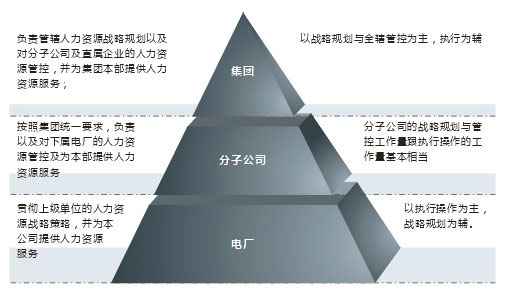 负责管辖人力资源战略规划以及
对分子公司及直属企业的人力资
源管控，并为集团本部提供人力
资源服务；
集团
以战略规划与全辖管控为主，执行为辅
按照集团统一要求，负责
以及对下属电厂的人力资
源管控及为本部提供人力
资源服务
分子公司
分子公司的战略规划与管
控工作量跟执行操作的工
作量基本相当
贯彻上级单位的人力资
源战略策略，并为本
公司提供人力资源
服务
电厂
以执行操作为主，
战略规划为辅。